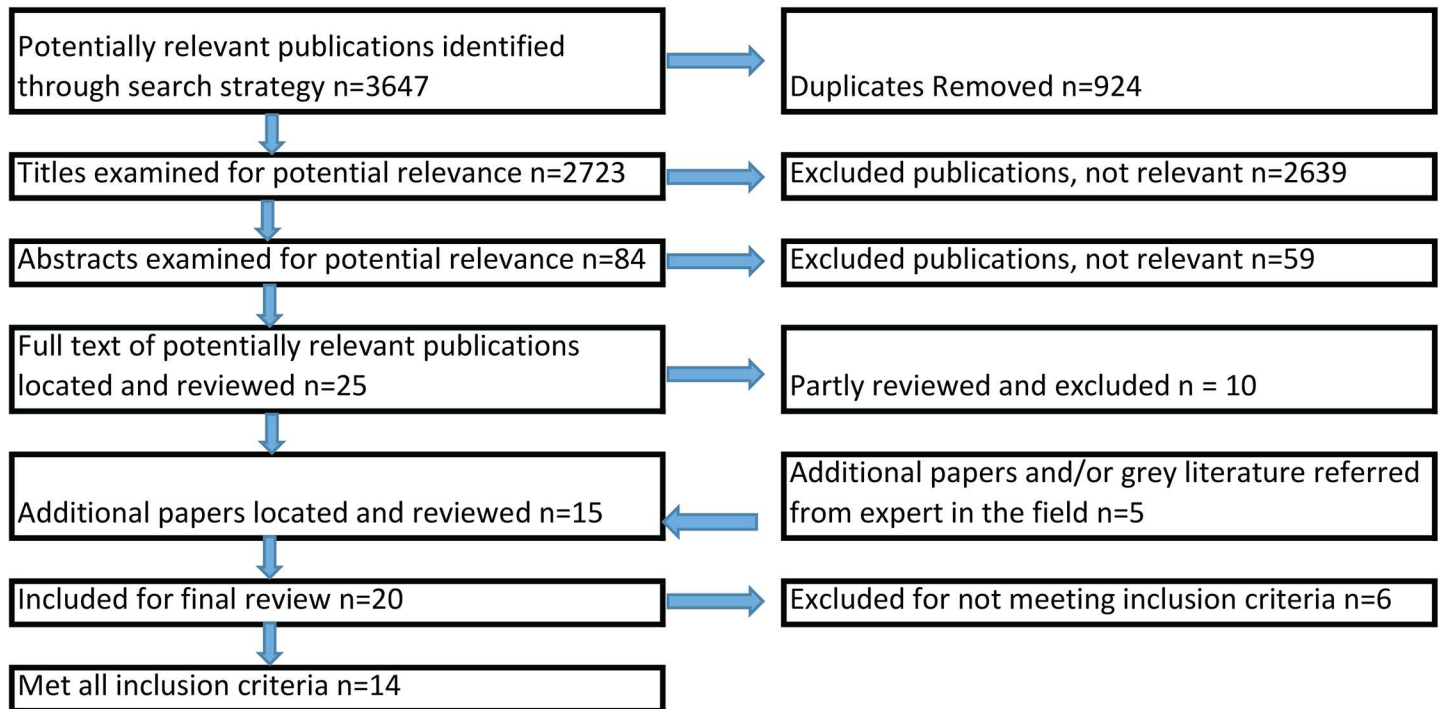 Potentially relevant publications identified
through search strategy n=3647
Duplicates Removed n=924
Titles examined for potential relevance n=2723
Excluded publications, not relevant n=2639
Abstracts examined for potential relevance n=84
Excluded publications, not relevant n=59
Full text of potentially relevant publications
located and reviewed n=25
Partly reviewed and excluded n = 10
Additional papers located and reviewed n=15
Additional papers and/or grey literature referred
from expert in the field n=5
Included for final review n=20
Excluded for not meeting inclusion criteria n=6
Met all inclusion criteria n=14